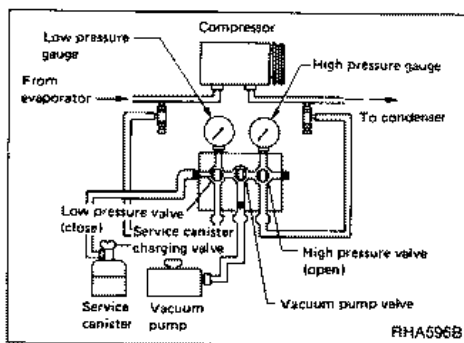 Compressor
Low pressure
gauge
High pressure gauge
From
evaporator
To condenser
Low pressure valve
(close)
Service canister
charging valve
High pressure valve
(open)
Vacuum pump valve
Service
canister
Vacuum
pump
RHA596B